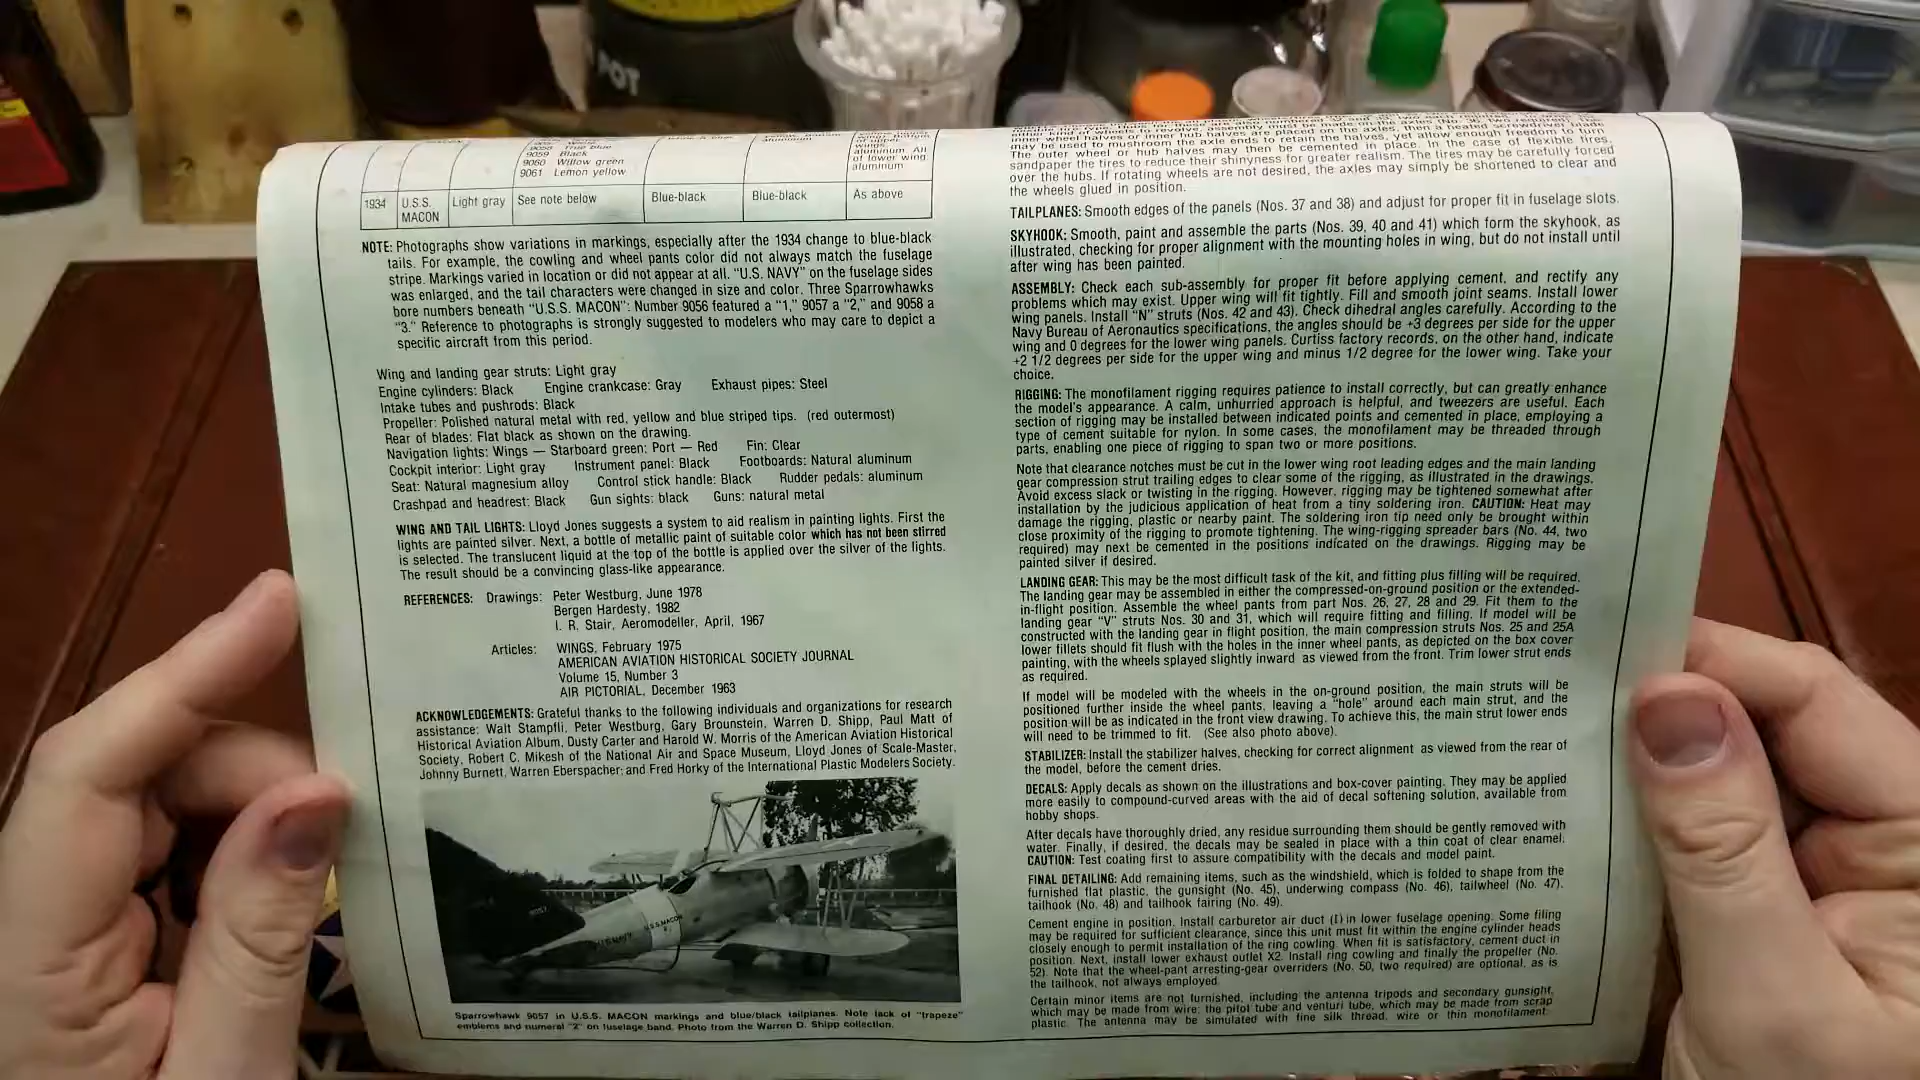 POT
9058 True blue
9059 Black
9060 Willow green
9061 Lemon yellow
wings
aluminum. All
of lower wing
aluminum
1934 U.S.S. MACON Light gray See note below Blue-black Blue-black As above
NOTE: Photographs show variations in markings, especially after the 1934 change to blue-black
tails. For example, the cowling and wheel pants color did not always match the fuselage
stripe. Markings varied in location or did not appear at all. "U.S. NAVY" on the fuselage sides
was enlarged, and the tail characters were changed in size and color. Three Sparrowhawks
bore numbers beneath "U.S.S. MACON": Number 9056 featured a "1," 9057 a "2," and 9058 a
"3." Reference to photographs is strongly suggested to modelers who may care to depict a
specific aircraft from this period.
Wing and landing gear struts: Light gray
Engine cylinders: Black Engine crankcase: Gray Exhaust pipes: Steel
Intake tubes and pushrods: Black
Propeller: Polished natural metal with red, yellow and blue striped tips. (red outermost)
Rear of blades: Flat black as shown on the drawing.
Navigation lights: Wings — Starboard green: Port — Red Fin: Clear
Cockpit interior: Light gray Instrument panel: Black Footboards: Natural aluminum
Seat: Natural magnesium alloy Control stick handle: Black Rudder pedals: aluminum
Crashpad and headrest: Black Gun sights: black Guns: natural metal
WING AND TAIL LIGHTS: Lloyd Jones suggests a system to aid realism in painting lights. First the
lights are painted silver. Next, a bottle of metallic paint of suitable color which has not been stirred
is selected. The translucent liquid at the top of the bottle is applied over the silver of the lights.
The result should be a convincing glass-like appearance.
REFERENCES: Drawings: Peter Westburg, June 1978
Bergen Hardesty, 1982
I. R. Stair, Aeromodeller, April, 1967
Articles: WINGS, February 1975
AMERICAN AVIATION HISTORICAL SOCIETY JOURNAL
Volume 15, Number 3
AIR PICTORIAL, December 1963
ACKNOWLEDGEMENTS: Grateful thanks to the following individuals and organizations for research
assistance: Walt Stampfli, Peter Westburg, Gary Brounstein, Warren D. Shipp, Paul Matt of
Historical Aviation Album, Dusty Carter and Harold W. Morris of the American Aviation Historical
Society, Robert C. Mikesh of the National Air and Space Museum, Lloyd Jones of Scale-Master,
Johnny Burnett, Warren Eberspacher; and Fred Horky of the International Plastic Modelers Society.
9057
U.S. NAVY
U.S.S. MACON
Sparrowhawk 9057 in U.S.S. MACON markings and blue/black tailplanes. Note lack of "trapeze"
emblems and numeral "2" on fuselage band. Photo from the Warren D. Shipp collection.
may be used to mushroom the axle ends to retain the halves, yet allow enough freedom to turn
The outer wheel or hub halves may then be cemented in place. In the case of flexible tires,
sandpaper the tires to reduce their shinyness for greater realism. The tires may be carefully forced
over the hubs. If rotating wheels are not desired, the axles may simply be shortened to clear and
the wheels glued in position.
TAILPLANES: Smooth edges of the panels (Nos. 37 and 38) and adjust for proper fit in fuselage slots.
SKYHOOK: Smooth, paint and assemble the parts (Nos. 39, 40 and 41) which form the skyhook, as
illustrated, checking for proper alignment with the mounting holes in wing, but do not install until
after wing has been painted.
ASSEMBLY: Check each sub-assembly for proper fit before applying cement, and rectify any
problems which may exist. Upper wing will fit tightly. Fill and smooth joint seams. Install lower
wing panels. Install "N" struts (Nos. 42 and 43). Check dihedral angles carefully. According to the
Navy Bureau of Aeronautics specifications, the angles should be +3 degrees per side for the upper
wing and 0 degrees for the lower wing panels. Curtiss factory records, on the other hand, indicate
+2 1/2 degrees per side for the upper wing and minus 1/2 degree for the lower wing. Take your
choice.
RIGGING: The monofilament rigging requires patience to install correctly, but can greatly enhance
the model's appearance. A calm, unhurried approach is helpful, and tweezers are useful. Each
section of rigging may be installed between indicated points and cemented in place, employing a
type of cement suitable for nylon. In some cases, the monofilament may be threaded through
parts, enabling one piece of rigging to span two or more positions.
Note that clearance notches must be cut in the lower wing root leading edges and the main landing
gear compression strut trailing edges to clear some of the rigging, as illustrated in the drawings.
Avoid excess slack or twisting in the rigging. However, rigging may be tightened somewhat after
installation by the judicious application of heat from a tiny soldering iron. CAUTION: Heat may
damage the rigging, plastic or nearby paint. The soldering iron tip need only be brought within
close proximity of the rigging to promote tightening. The wing-rigging spreader bars (No. 44, two
required) may next be cemented in the positions indicated on the drawings. Rigging may be
painted silver if desired.
LANDING GEAR: This may be the most difficult task of the kit, and fitting plus filling will be required.
The landing gear may be assembled in either the compressed-on-ground position or the extended-
in-flight position. Assemble the wheel pants from part Nos. 26, 27, 28 and 29. Fit them to the
landing gear "V" struts Nos. 30 and 31, which will require fitting and filling. If model will be
constructed with the landing gear in flight position, the main compression struts Nos. 25 and 25A
lower fillets should fit flush with the holes in the inner wheel pants, as depicted on the box cover
painting, with the wheels splayed slightly inward as viewed from the front. Trim lower strut ends
as required.
If model will be modeled with the wheels in the on-ground position, the main struts will be
positioned further inside the wheel pants, leaving a "hole" around each main strut, and the
position will be as indicated in the front view drawing. To achieve this, the main strut lower ends
will need to be trimmed to fit. (See also photo above).
STABILIZER: Install the stabilizer halves, checking for correct alignment as viewed from the rear of
the model, before the cement dries.
DECALS: Apply decals as shown on the illustrations and box-cover painting. They may be applied
more easily to compound-curved areas with the aid of decal softening solution, available from
hobby shops.
After decals have thoroughly dried, any residue surrounding them should be gently removed with
water. Finally, if desired, the decals may be sealed in place with a thin coat of clear enamel.
CAUTION: Test coating first to assure compatibility with the decals and model paint.
FINAL DETAILING: Add remaining items, such as the windshield, which is folded to shape from the
furnished flat plastic, the gunsight (No. 45), underwing compass (No. 46), tailwheel (No. 47),
tailhook (No. 48) and tailhook fairing (No. 49).
Cement engine in position. Install carburetor air duct (I) in lower fuselage opening. Some filing
may be required for sufficient clearance, since this unit must fit within the engine cylinder heads
closely enough to permit installation of the ring cowling. When fit is satisfactory, cement duct in
position. Next, install lower exhaust outlet X2. Install ring cowling and finally the propeller (No.
52). Note that the wheel-pant arresting-gear overriders (No. 50, two required) are optional, as is
the tailhook, not always employed.
Certain minor items are not furnished, including the antenna tripods and secondary gunsight,
which may be made from wire; the pitot tube and venturi tube, which may be made from scrap
plastic. The antenna may be simulated with fine silk thread, wire or thin monofilament.